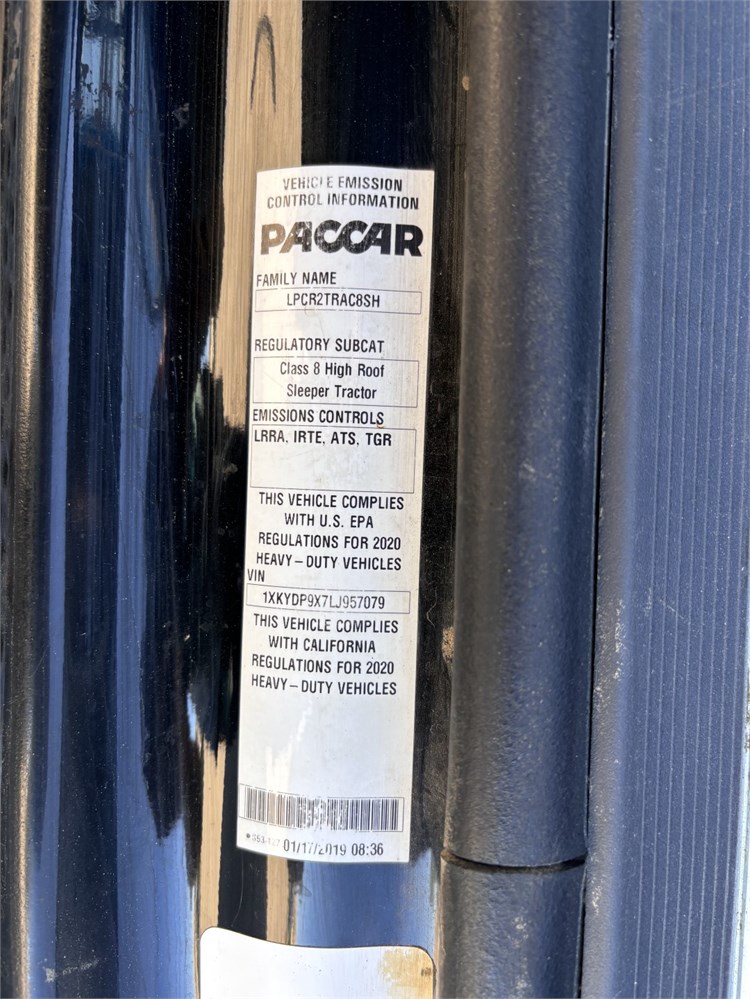 VEHICLE EMISSION
CONTROL INFORMATION
PACCAR
FAMILY NAME
LPCR2TRAC8SH
REGULATORY SUBCAT
Class 8 High Roof
Sleeper Tractor
EMISSIONS CONTROLS
LRRA, IRTE, ATS, TGR
THIS VEHICLE COMPLIES
WITH U.S. EPA
REGULATIONS FOR 2020
HEAVY–DUTY VEHICLES
VIN
1XKYDP9X7LJ957079
THIS VEHICLE COMPLIES
WITH CALIFORNIA
REGULATIONS FOR 2020
HEAVY–DUTY VEHICLES
01/17/2019 08:36